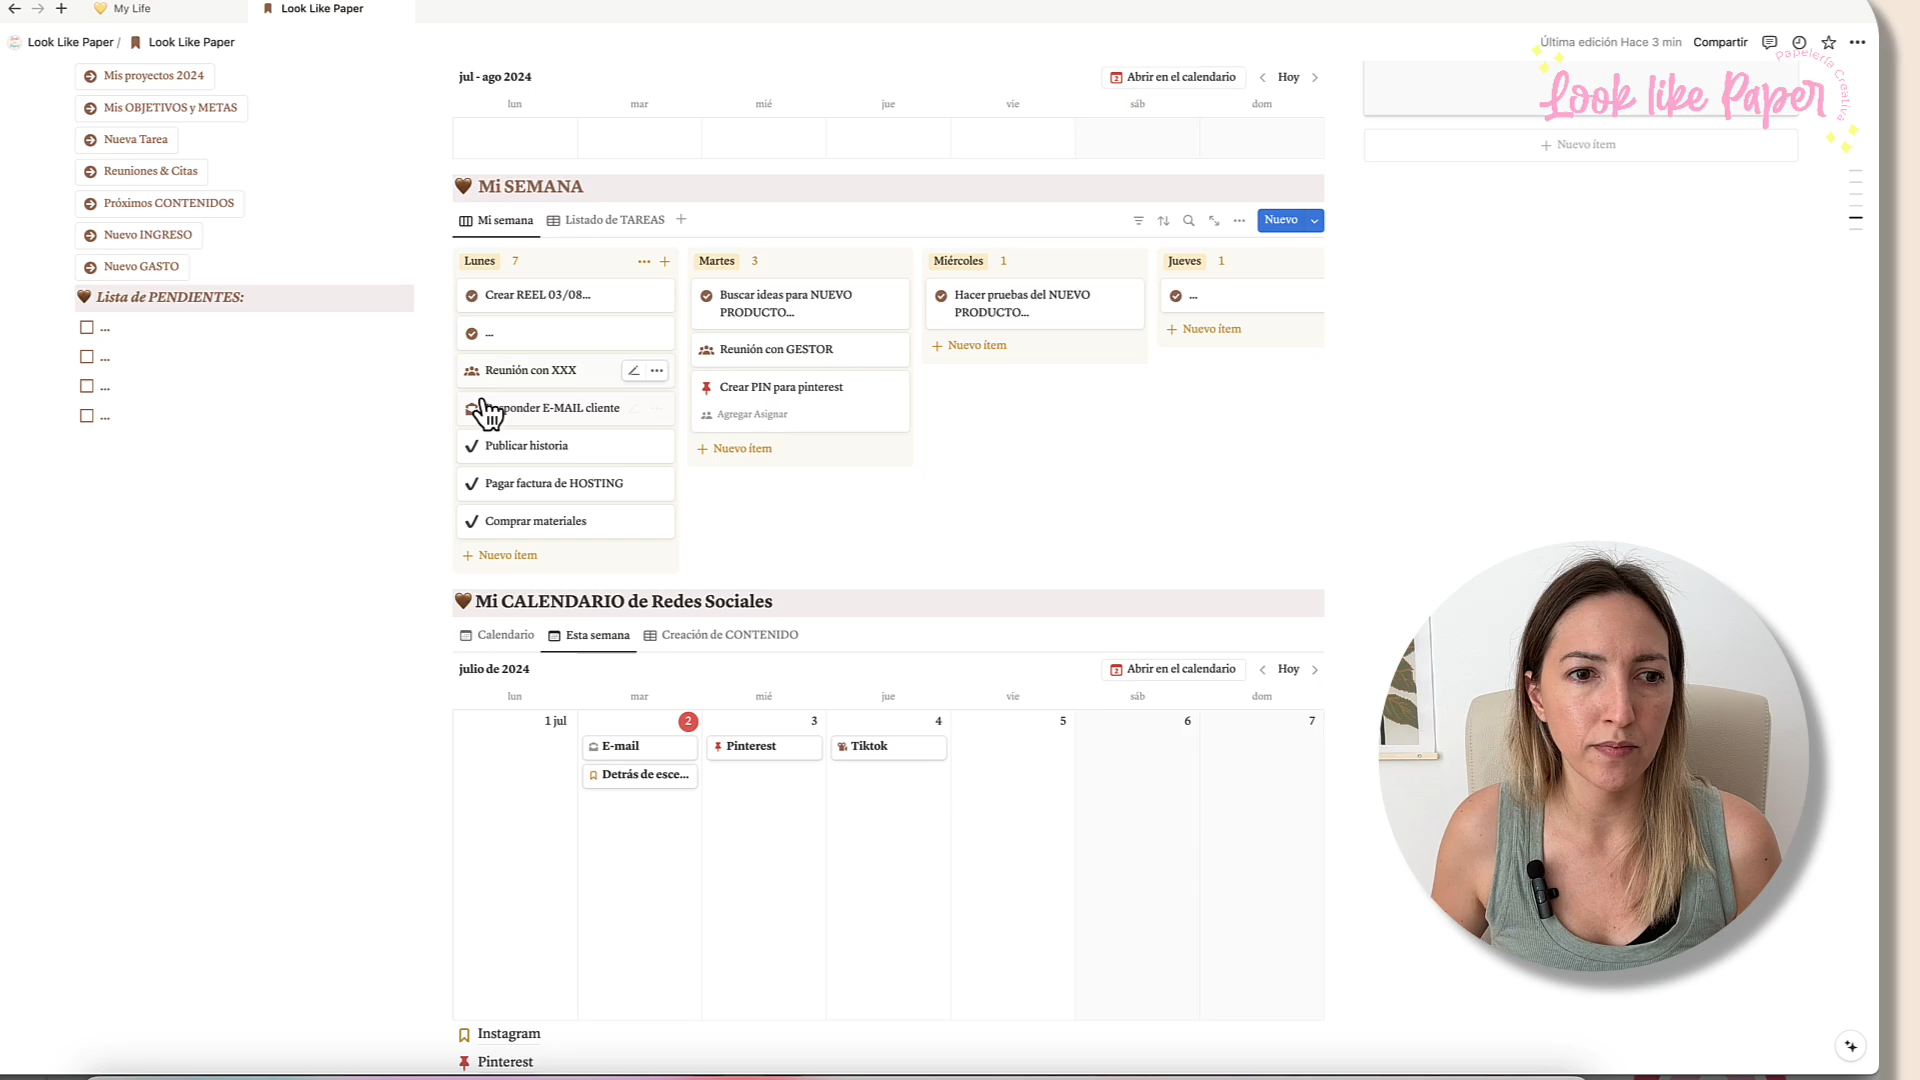 My Life
Look Like Paper
Look Like Paper / Look Like Paper
Última edición Hace 3 min
Compartir
Look like Paper
Papelería Creativa
Mis proyectos 2024
Mis OBJETIVOS y METAS
Nueva Tarea
Reuniones & Citas
Próximos CONTENIDOS
Nuevo INGRESO
Nuevo GASTO
Lista de PENDIENTES:
...
...
...
...
jul - ago 2024
Abrir en el calendario
Hoy
lun mar mié jue vie sáb dom
Mi SEMANA
Mi semana
Listado de TAREAS
Nuevo
Lunes 7
Crear REEL 03/08...
...
Reunión con XXX
ponder E-MAIL cliente
Publicar historia
Pagar factura de HOSTING
Comprar materiales
Nuevo ítem
Martes 3
Buscar ideas para NUEVO
PRODUCTO...
Reunión con GESTOR
Crear PIN para pinterest
Agregar Asignar
Nuevo ítem
Miércoles 1
Hacer pruebas del NUEVO
PRODUCTO...
Nuevo ítem
Jueves 1
...
Nuevo ítem
Mi CALENDARIO de Redes Sociales
Calendario
Esta semana
Creación de CONTENIDO
julio de 2024
Abrir en el calendario
Hoy
lun mar mié jue vie sáb dom
1 jul 2 3 4 5 6 7
E-mail
Detrás de esce...
Pinterest
Tiktok
Instagram
Pinterest
Nuevo ítem